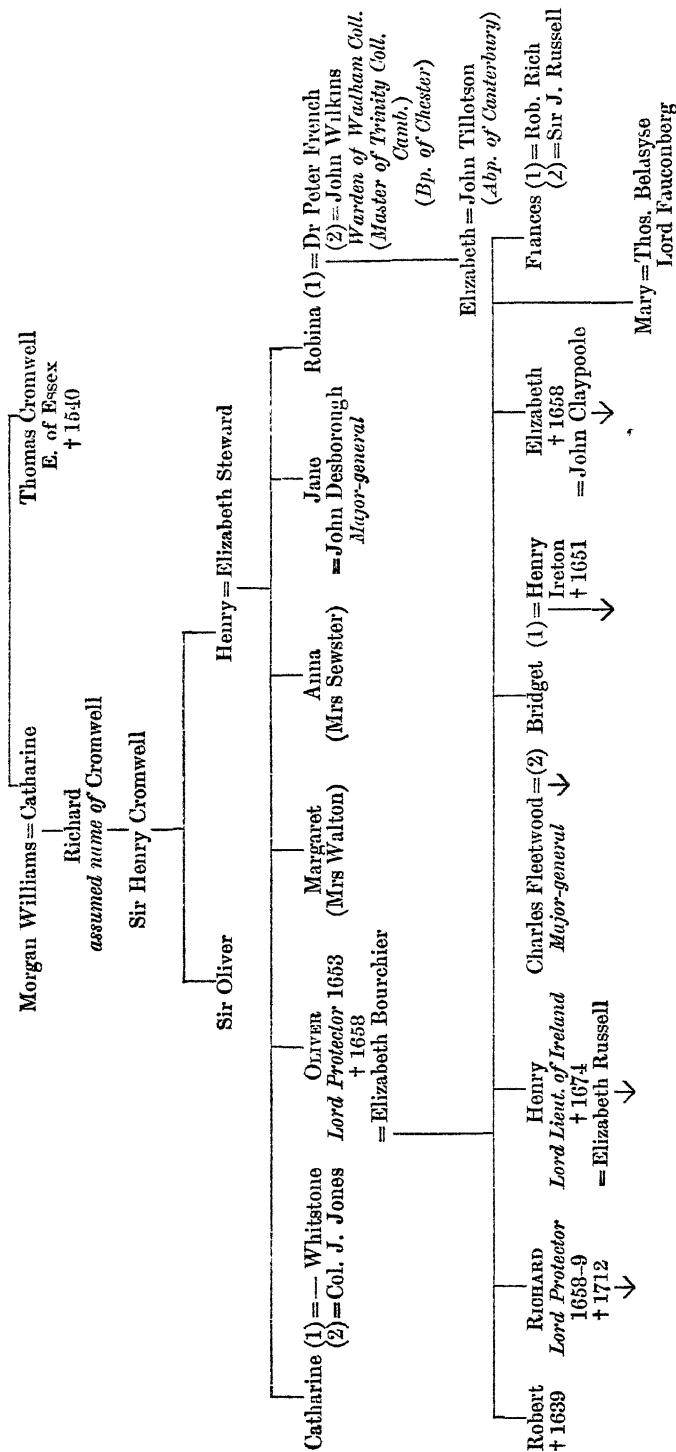 Morgan Williams = Catharine
Thomas Cromwell
E. of Essex
† 1540
Richard
assumed name of Cromwell
Sir Henry Cromwell
Sir Oliver
Henry = Elizabeth Steward
Catharine (1) = — Whitstone
(2) = Col. J. Jones
OLIVER
Lord Protector 1653
† 1658
= Elizabeth Bourchier
Margaret
(Mrs Walton)
Anna
(Mrs Sewster)
Jane
= John Desborough
Major-general
Robina (1) = Dr Peter French
(2) = John Wilkins
Warden of Wadham Coll.
(Master of Trinity Coll.
Camb.)
(Bp. of Chester)
Elizabeth = John Tillotson
(Abp. of Canterbury)
Robert
† 1639
RICHARD
Lord Protector
1658–9
† 1712
Henry
Lord Lieut. of Ireland
† 1674
= Elizabeth Russell
Charles Fleetwood = (2) Bridget (1) = Henry
Major-general
Ireton
† 1651
Elizabeth
† 1658
= John Claypoole
Mary = Thos. Belasyse
Lord Fauconberg
Frances (1) = Rob. Rich
(2) = Sir J. Russell